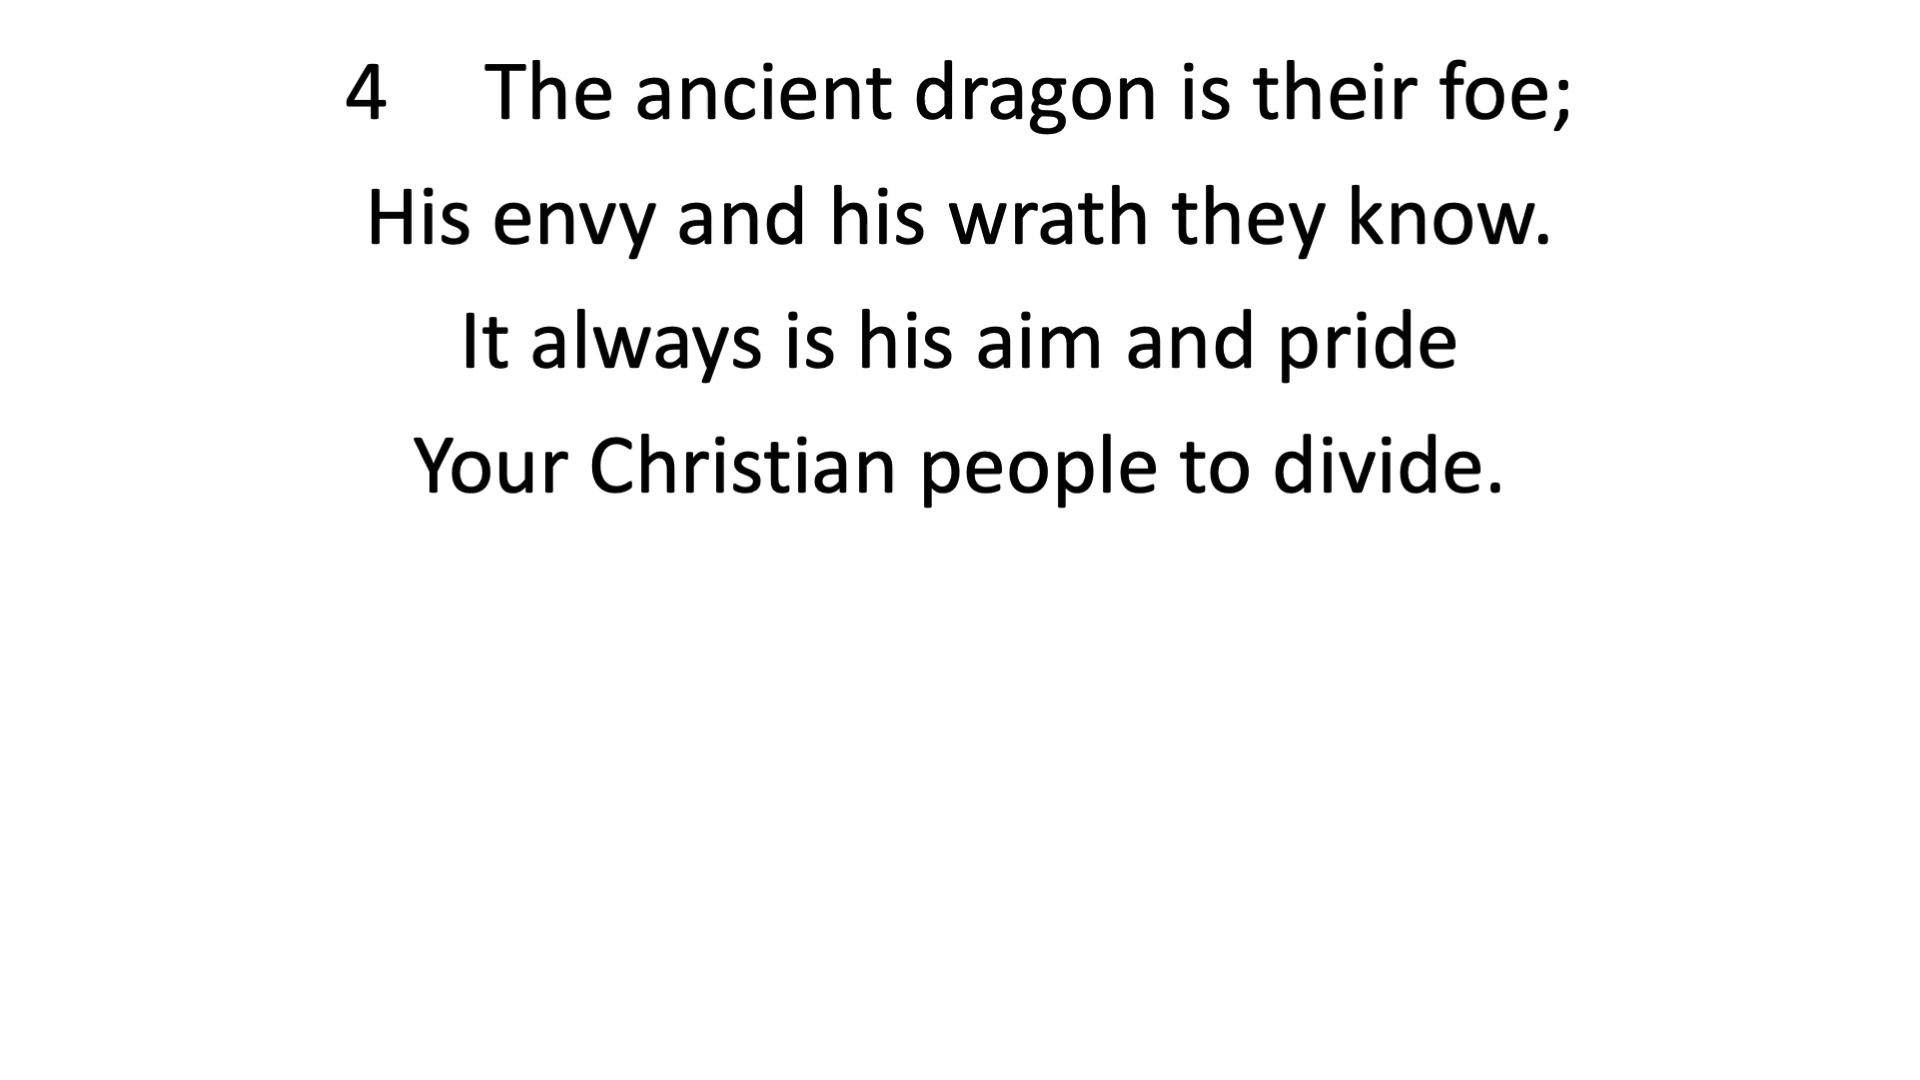 4 The ancient dragon is their foe;
His envy and his wrath they know.
It always is his aim and pride
Your Christian people to divide.